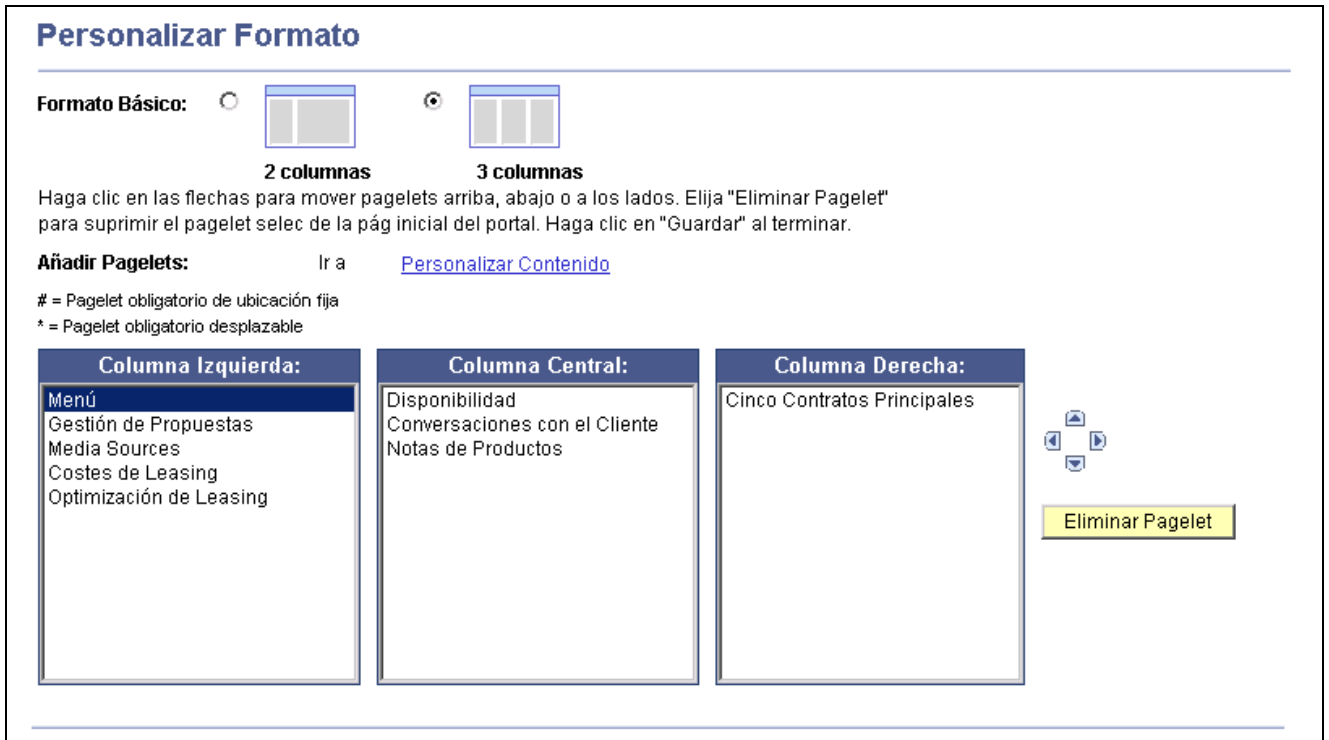 Personalizar Formato
Formato Básico:
2 columnas 3 columnas
Haga clic en las flechas para mover pagelets arriba, abajo o a los lados. Elija "Eliminar Pagelet"
para suprimir el pagelet selec de la pág inicial del portal. Haga clic en "Guardar" al terminar.
Añadir Pagelets: Ir a Personalizar Contenido
# = Pagelet obligatorio de ubicación fija
* = Pagelet obligatorio desplazable
Columna Izquierda:
Menú
Gestión de Propuestas
Media Sources
Costes de Leasing
Optimización de Leasing
Columna Central:
Disponibilidad
Conversaciones con el Cliente
Notas de Productos
Columna Derecha:
Cinco Contratos Principales
Eliminar Pagelet